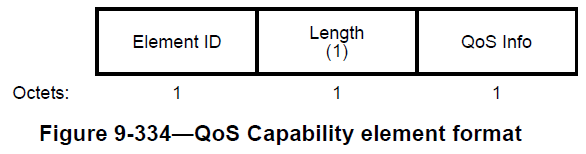 Element ID
Length
(1)
QoS Info
Octets: 1 1 1
Figure 9-334—QoS Capability element format